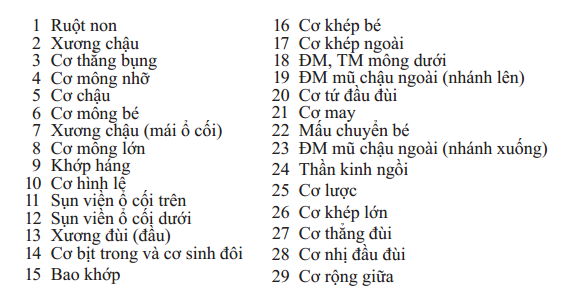 1 Ruột non
2 Xương chậu
3 Cơ thẳng bụng
4 Cơ mông nhỡ
5 Cơ chậu
6 Cơ mông bé
7 Xương chậu (mái ổ cối)
8 Cơ mông lớn
9 Khớp háng
10 Cơ hình lê
11 Sụn viền ổ cối trên
12 Sụn viền ổ cối dưới
13 Xương đùi (đầu)
14 Cơ bịt trong và cơ sinh đôi
15 Bao khớp
16 Cơ khép bé
17 Cơ khép ngoài
18 ĐM, TM mông dưới
19 ĐM mũ chậu ngoài (nhánh lên)
20 Cơ tứ đầu đùi
21 Cơ may
22 Mấu chuyển bé
23 ĐM mũ chậu ngoài (nhánh xuống)
24 Thần kinh ngồi
25 Cơ lược
26 Cơ khép lớn
27 Cơ thẳng đùi
28 Cơ nhị đầu đùi
29 Cơ rộng giữa